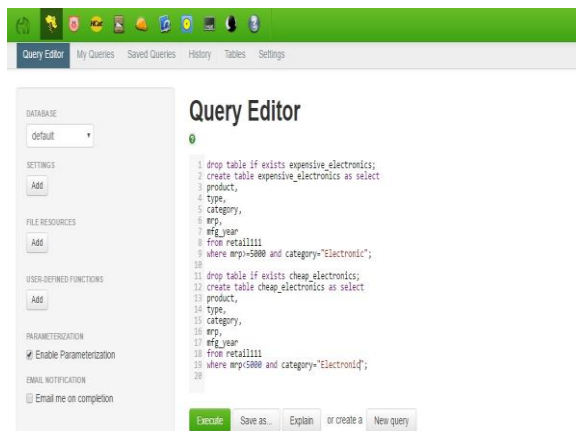 Query Editor My Queries Saved Queries History Tables Settings
DATABASE
default
SETTINGS
Add
FILE RESOURCES
Add
USER-DEFINED FUNCTIONS
Add
PARAMETERIZATION
Enable Parameterization
EMAIL NOTIFICATION
Email me on completion
Query Editor
1 drop table if exists expensive_electronics;
2 create table expensive_electronics as select
3 product,
4 type,
5 category,
6 mrp,
7 mfg_year
8 from retail111
9 where mrp>=5000 and category="Electronic";
10
11 drop table if exists cheap_electronics;
12 create table cheap_electronics as select
13 product,
14 type,
15 category,
16 mrp,
17 mfg_year
18 from retail111
19 where mrp<5000 and category="Electronic";
20
Execute Save as... Explain or create a New query